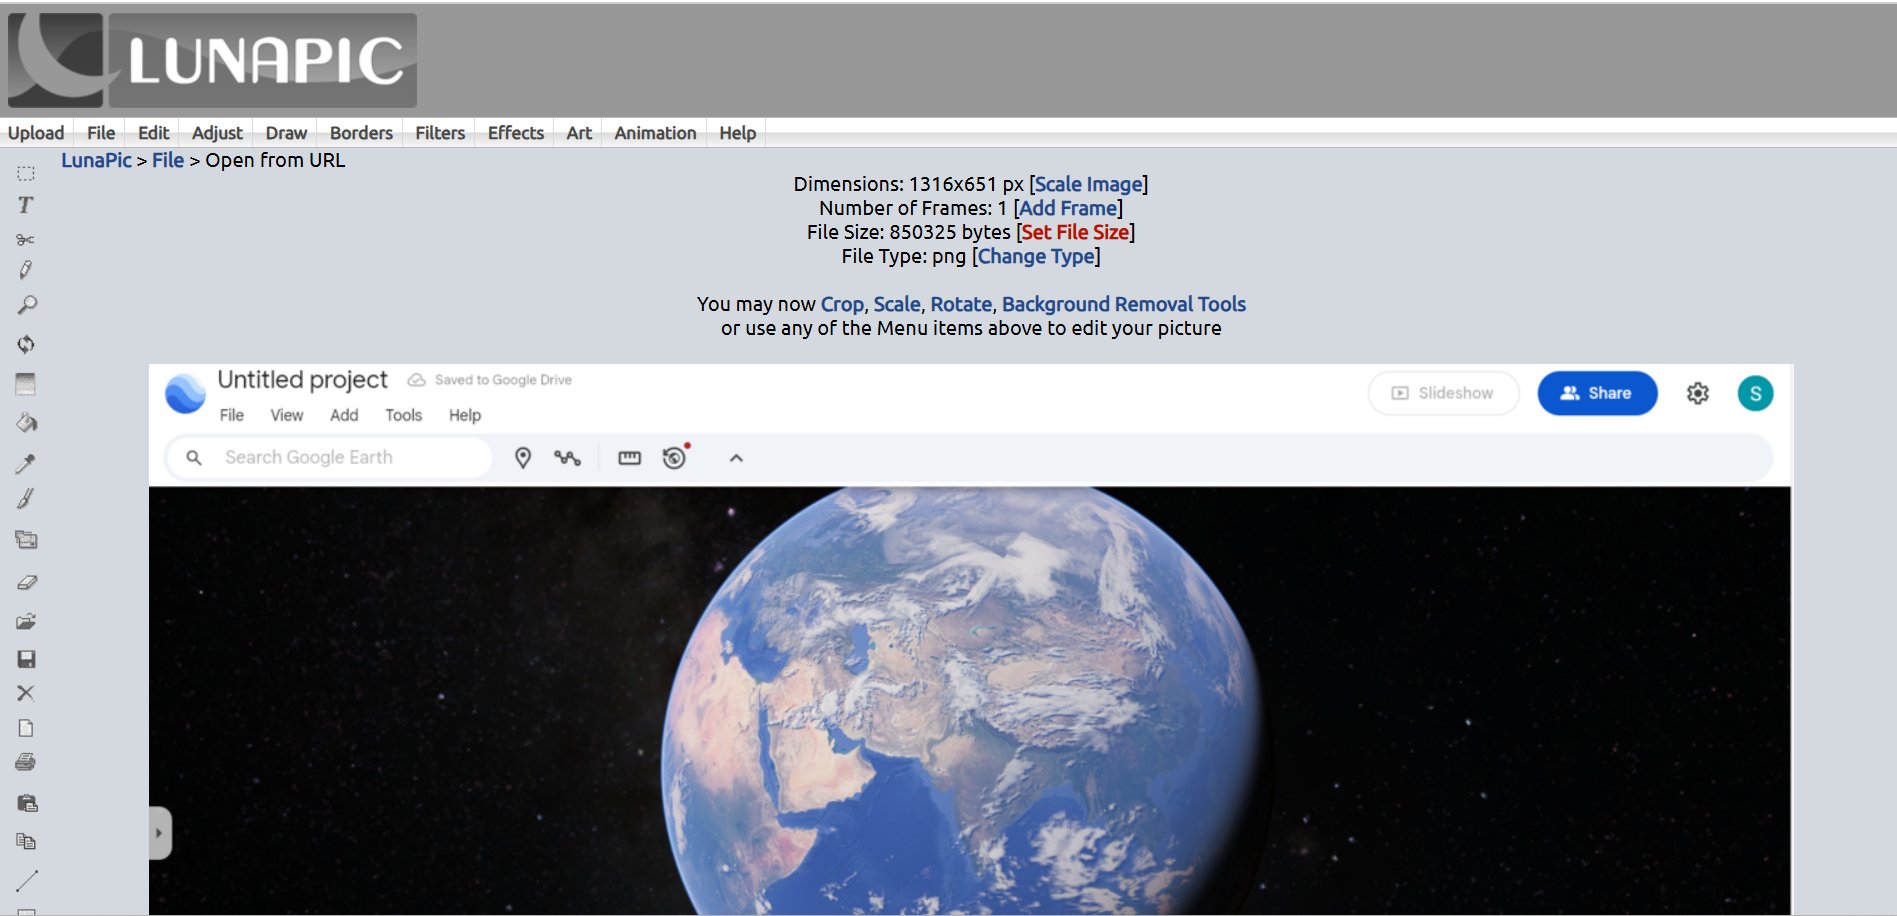 LUNAPIC
Upload File Edit Adjust Draw Borders Filters Effects Art Animation Help
LunaPic > File > Open from URL
T
Dimensions: 1316x651 px [Scale Image]
Number of Frames: 1 [Add Frame]
File Size: 850325 bytes [Set File Size]
File Type: png [Change Type]
You may now Crop, Scale, Rotate, Background Removal Tools
or use any of the Menu items above to edit your picture
Untitled project Saved to Google Drive
Slideshow Share S
File View Add Tools Help
Search Google Earth